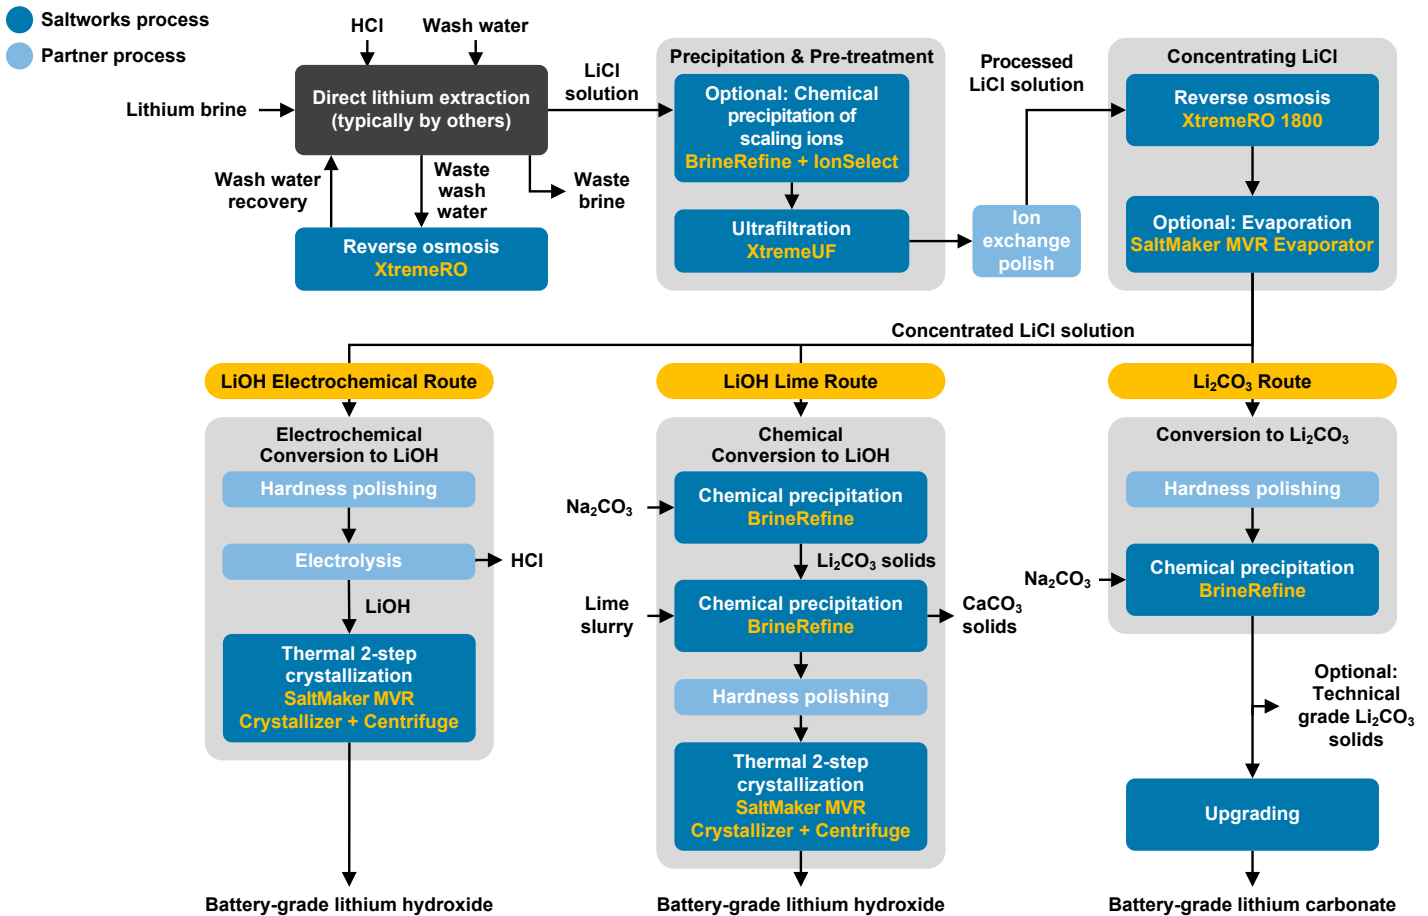 Saltworks process
Partner process
HCl
Wash water
Lithium brine
Direct lithium extraction
(typically by others)
LiCl
solution
Wash water
recovery
Waste
wash
water
Waste
brine
Reverse osmosis
XtremeRO
Precipitation & Pre-treatment
Optional: Chemical
precipitation of
scaling ions
BrineRefine + IonSelect
Ultrafiltration
XtremeUF
Ion
exchange
polish
Processed
LiCl solution
Concentrating LiCl
Reverse osmosis
XtremeRO 1800
Optional: Evaporation
SaltMaker MVR Evaporator
Concentrated LiCl solution
LiOH Electrochemical Route
Electrochemical
Conversion to LiOH
Hardness polishing
Electrolysis
HCl
LiOH
Thermal 2-step
crystallization
SaltMaker MVR
Crystallizer + Centrifuge
Battery-grade lithium hydroxide
LiOH Lime Route
Chemical
Conversion to LiOH
Na₂CO₃
Chemical precipitation
BrineRefine
Li₂CO₃ solids
Lime
slurry
Chemical precipitation
BrineRefine
CaCO₃
solids
Hardness polishing
Thermal 2-step
crystallization
SaltMaker MVR
Crystallizer + Centrifuge
Battery-grade lithium hydroxide
Li₂CO₃ Route
Conversion to Li₂CO₃
Hardness polishing
Na₂CO₃
Chemical precipitation
BrineRefine
Optional:
Technical
grade Li₂CO₃
solids
Upgrading
Battery-grade lithium carbonate